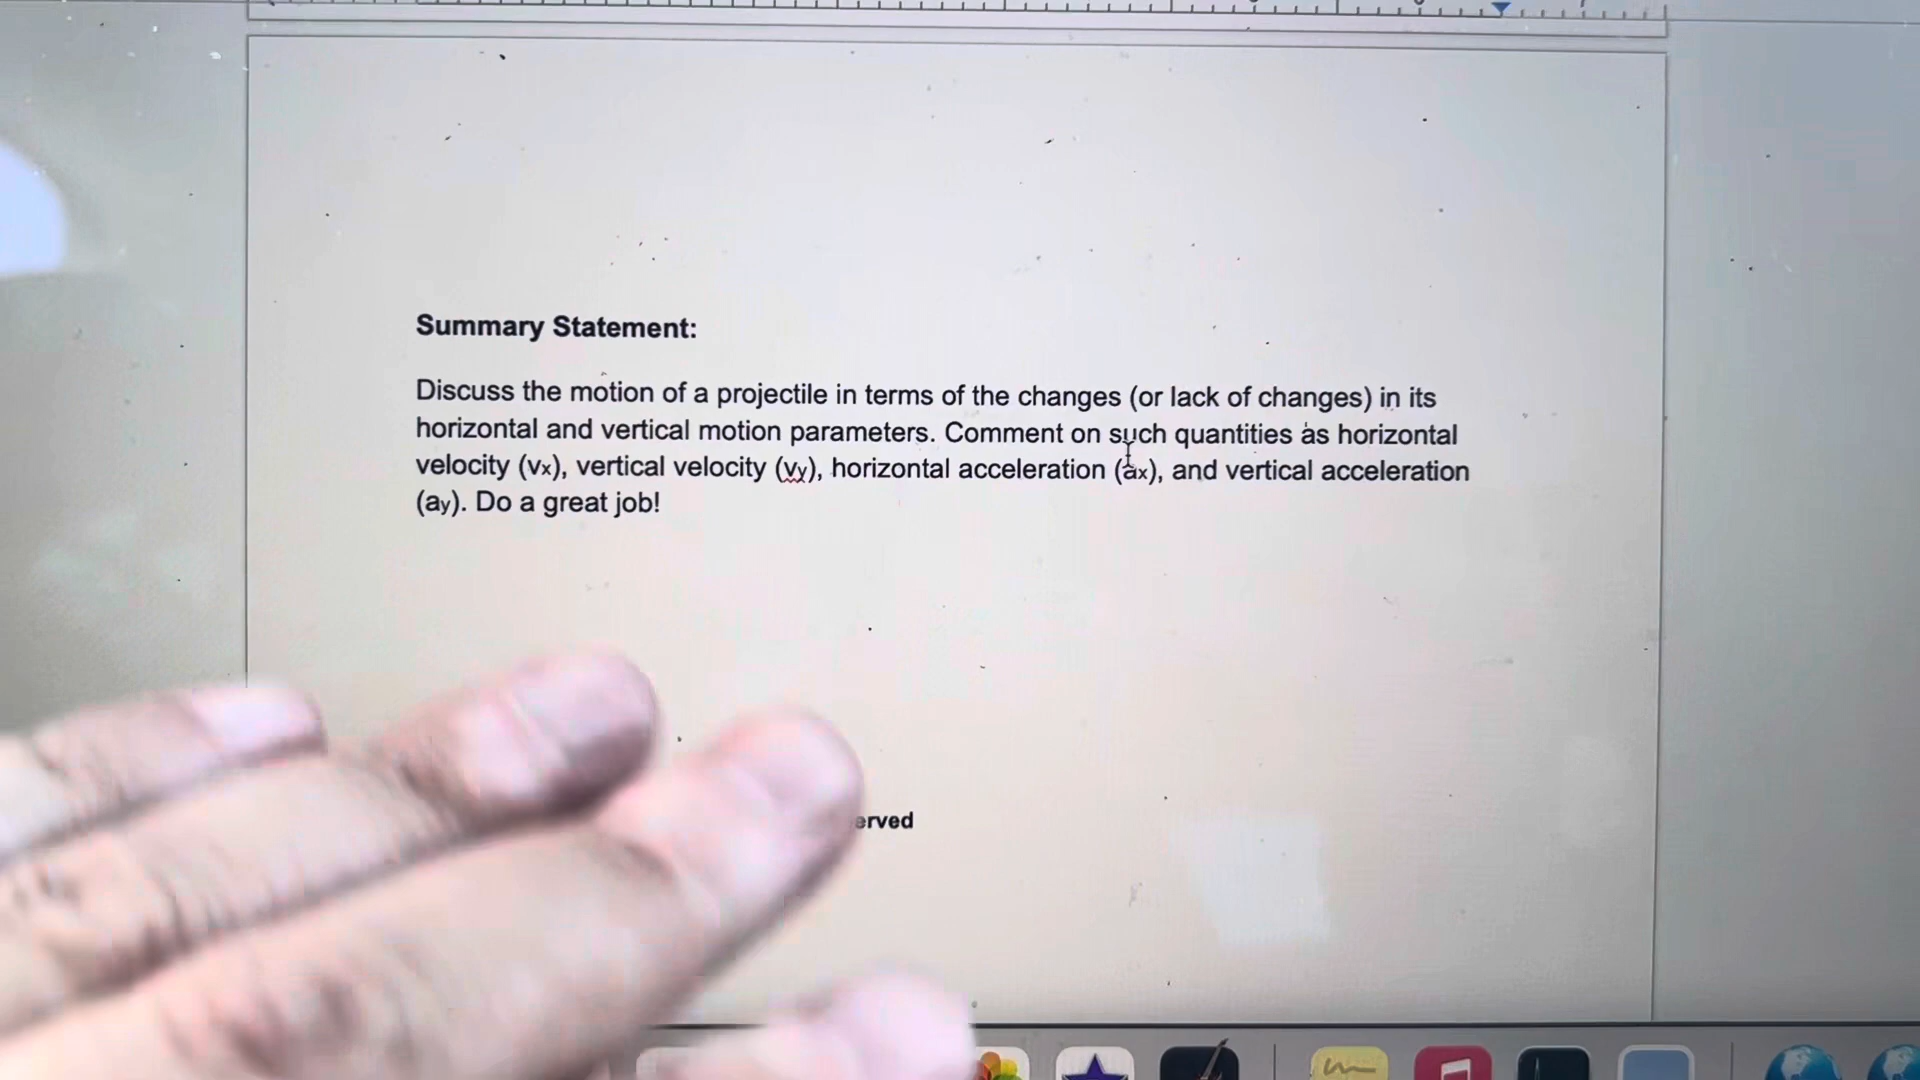 Summary Statement:
Discuss the motion of a projectile in terms of the changes (or lack of changes) in its
horizontal and vertical motion parameters. Comment on such quantities as horizontal
velocity (vx), vertical velocity (vy), horizontal acceleration (ax), and vertical acceleration
(ay). Do a great job!